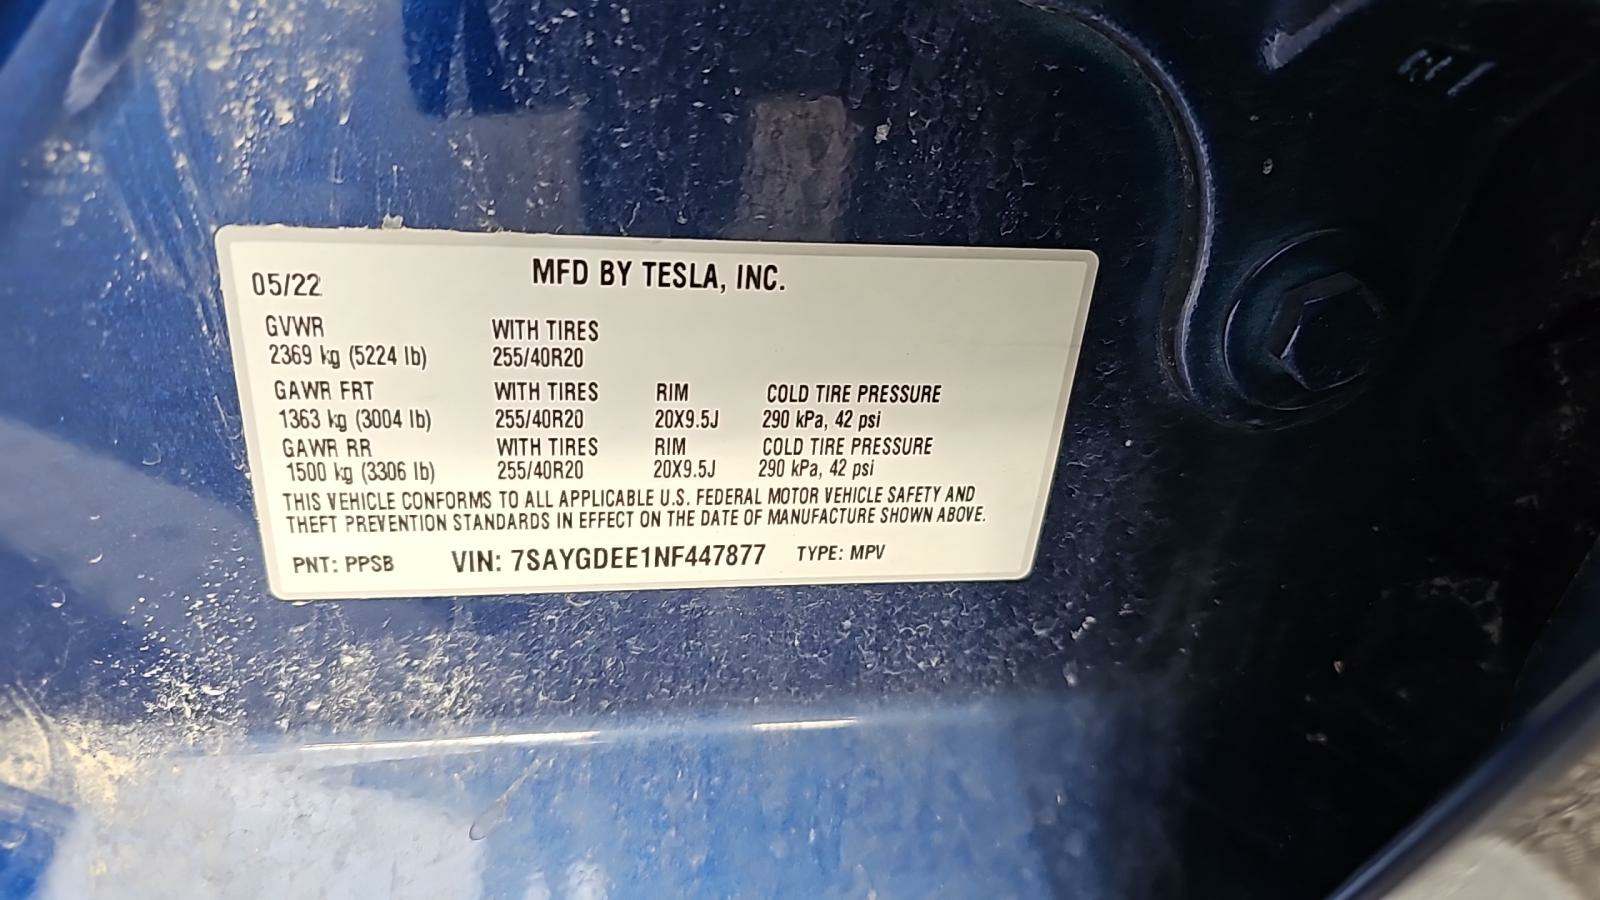 05/22 MFD BY TESLA, INC.
GVWR WITH TIRES
2369 kg (5224 lb) 255/40R20
GAWR FRT WITH TIRES RIM COLD TIRE PRESSURE
1363 kg (3004 lb) 255/40R20 20X9.5J 290 kPa, 42 psi
GAWR RR WITH TIRES RIM COLD TIRE PRESSURE
1500 kg (3306 lb) 255/40R20 20X9.5J 290 kPa, 42 psi
THIS VEHICLE CONFORMS TO ALL APPLICABLE U.S. FEDERAL MOTOR VEHICLE SAFETY AND
THEFT PREVENTION STANDARDS IN EFFECT ON THE DATE OF MANUFACTURE SHOWN ABOVE.
PNT: PPSB VIN: 7SAYGDEE1NF447877 TYPE: MPV